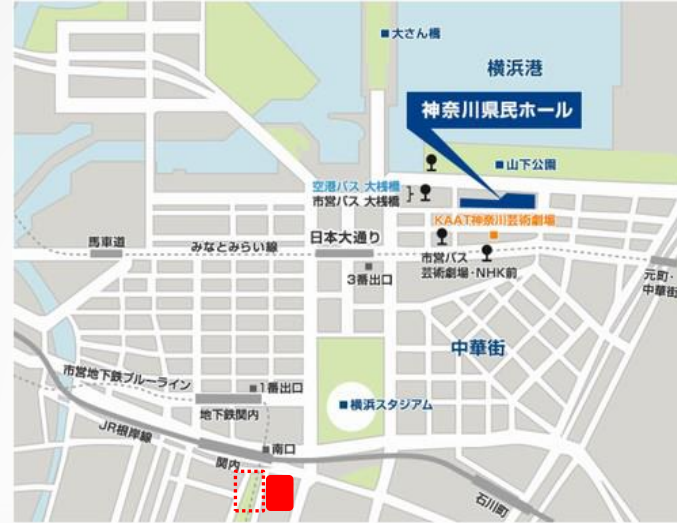 ■大さん橋
横浜港
神奈川県民ホール
■山下公園
空港バス 大桟橋
市営バス 大桟橋
KAAT神奈川芸術劇場
日本大通り
馬車道
みなとみらい線
市営バス
芸術劇場・NHK前
3番出口
元町・
中華街
中華街
市営地下鉄ブルーライン
■1番出口
■横浜スタジアム
地下鉄関内
JR根岸線
■南口
関内
石川町